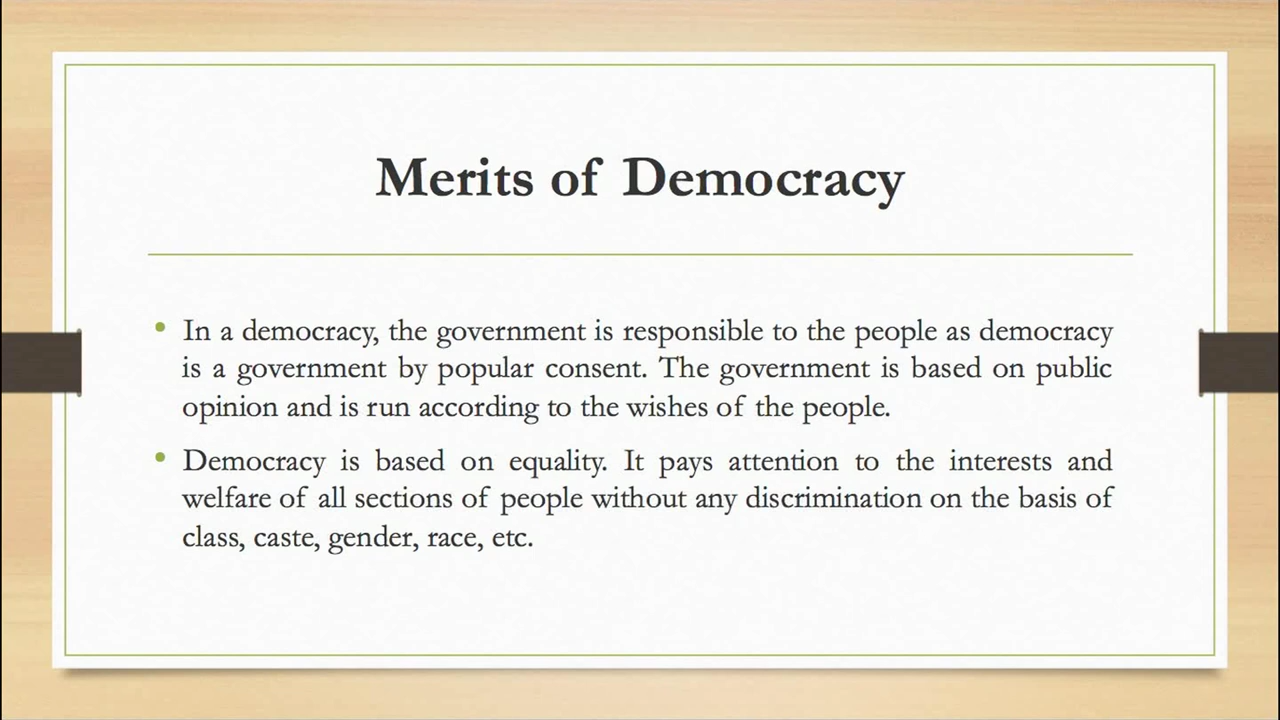 Merits of Democracy
• In a democracy, the government is responsible to the people as democracy
is a government by popular consent. The government is based on public
opinion and is run according to the wishes of the people.
• Democracy is based on equality. It pays attention to the interests and
welfare of all sections of people without any discrimination on the basis of
class, caste, gender, race, etc.